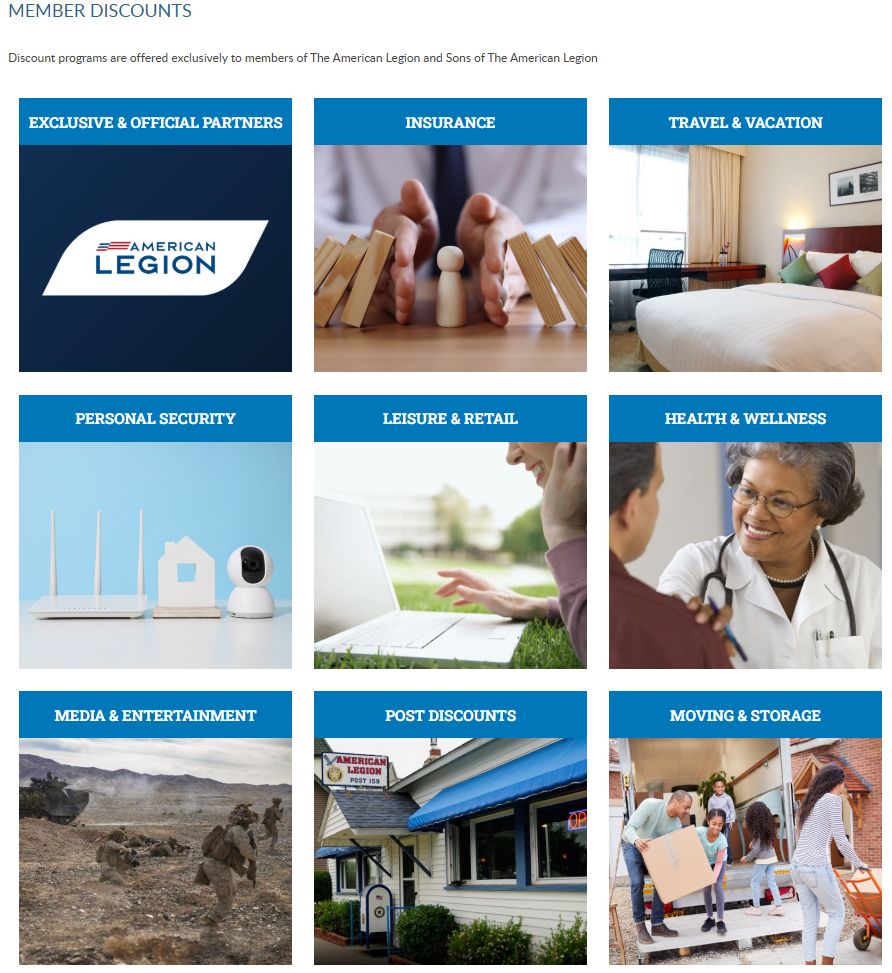 MEMBER DISCOUNTS
Discount programs are offered exclusively to members of The American Legion and Sons of The American Legion
EXCLUSIVE & OFFICIAL PARTNERS
INSURANCE
TRAVEL & VACATION
AMERICAN
LEGION
PERSONAL SECURITY
LEISURE & RETAIL
HEALTH & WELLNESS
MEDIA & ENTERTAINMENT
POST DISCOUNTS
MOVING & STORAGE
AMERICAN
LEGION
POST 159
OP